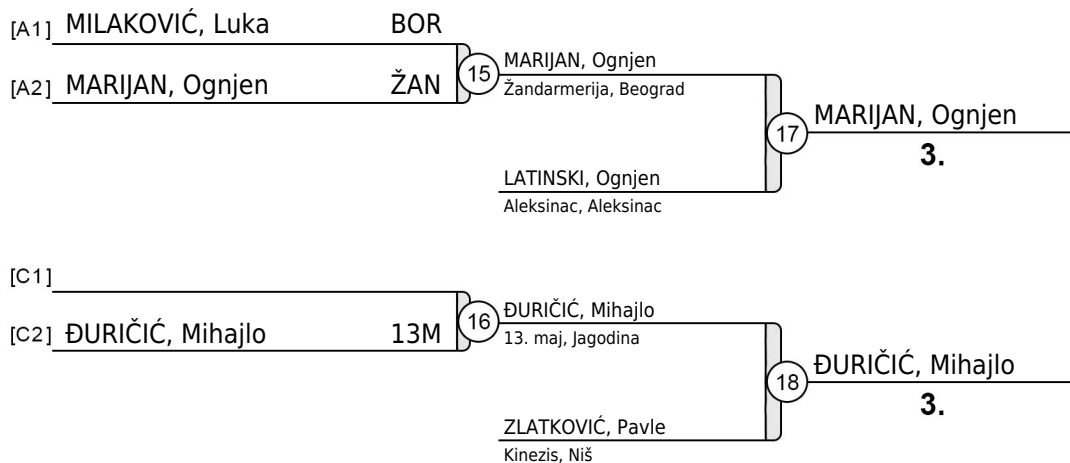 [A1] MILAKOVIĆ, Luka BOR
[A2] MARIJAN, Ognjen ŽAN
15
MARIJAN, Ognjen
Žandarmerija, Beograd
LATINSKI, Ognjen
Aleksinac, Aleksinac
17
MARIJAN, Ognjen
3.
[C1]
[C2] ĐURIČIĆ, Mihajlo 13M
16
ĐURIČIĆ, Mihajlo
13. maj, Jagodina
ZLATKOVIĆ, Pavle
Kinezis, Niš
18
ĐURIČIĆ, Mihajlo
3.